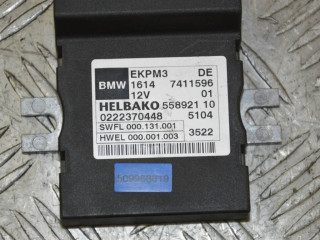 EKPM3 DE
BMW 1614 7411596
12V 01
HELBAKO 558921 10
0222370448 5104
SWFL 000.131.001
HWEL 000.001.003 3522